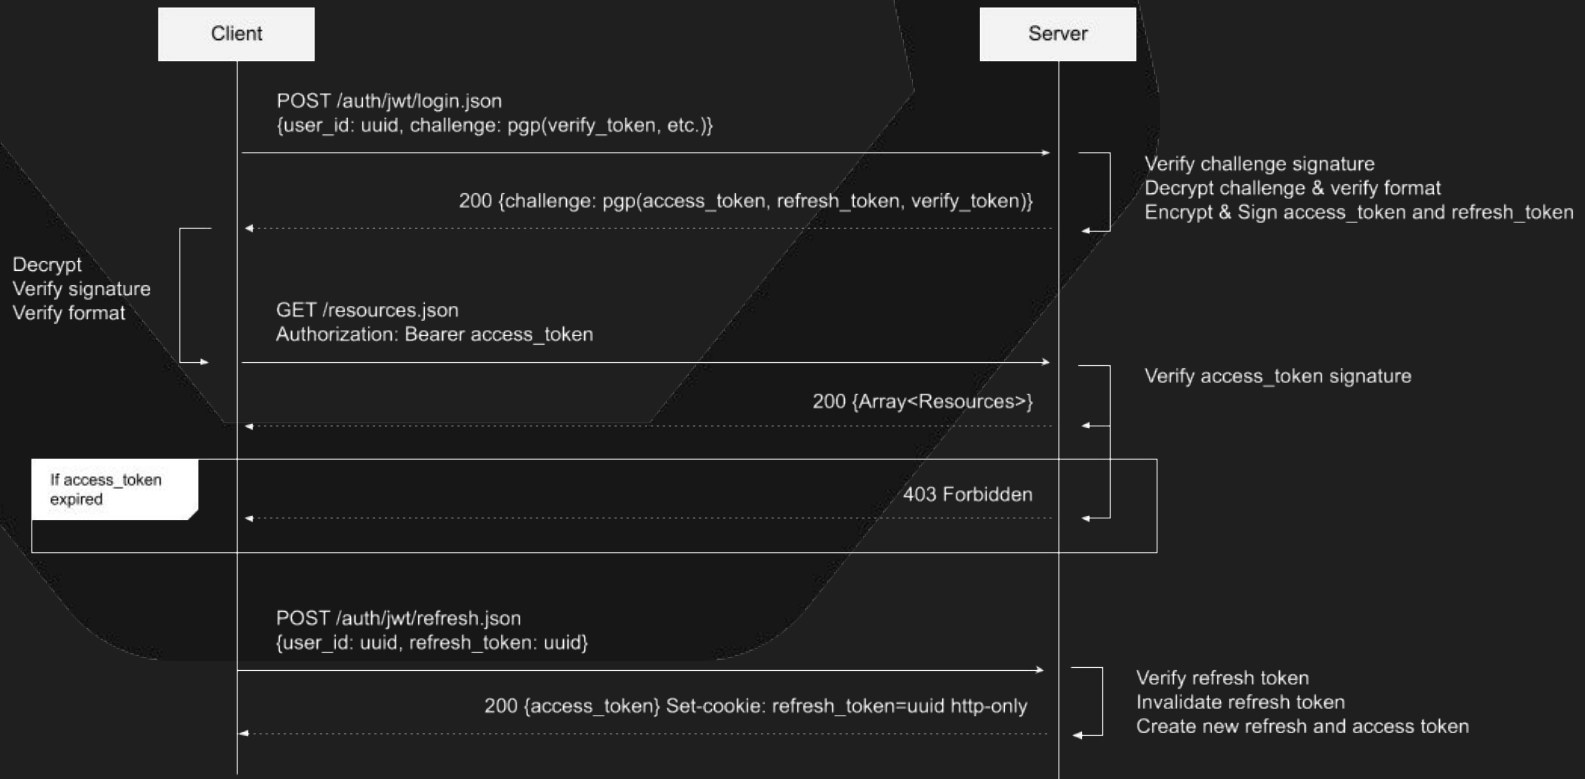 Client
Server
POST /auth/jwt/login.json
{user_id: uuid, challenge: pgp(verify_token, etc.)}
Verify challenge signature
Decrypt challenge & verify format
Encrypt & Sign access_token and refresh_token
200 {challenge: pgp(access_token, refresh_token, verify_token)}
Decrypt
Verify signature
Verify format
GET /resources.json
Authorization: Bearer access_token
Verify access_token signature
200 {Array<Resources>}
If access_token
expired
403 Forbidden
POST /auth/jwt/refresh.json
{user_id: uuid, refresh_token: uuid}
Verify refresh token
Invalidate refresh token
Create new refresh and access token
200 {access_token} Set-cookie: refresh_token=uuid http-only